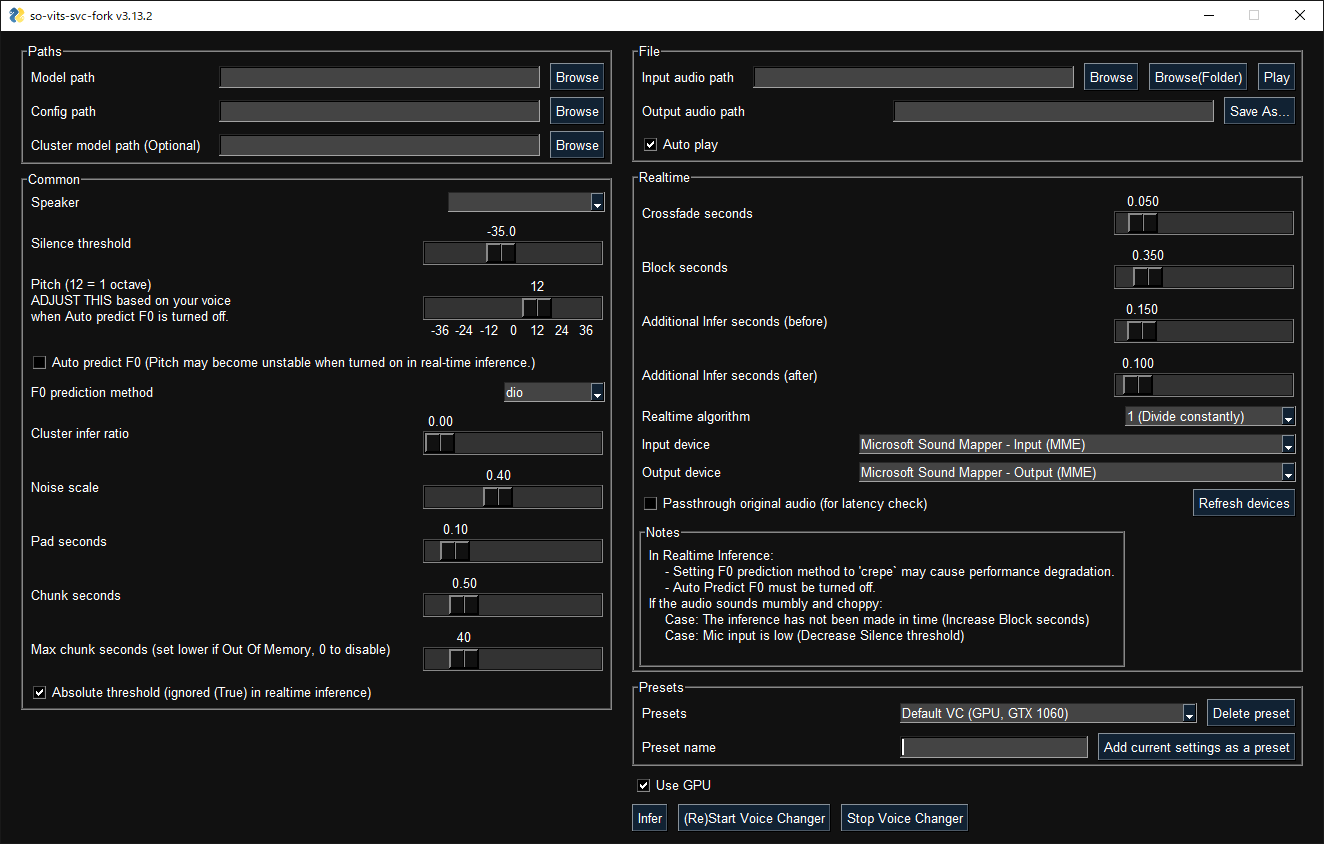 so-vits-svc-fork v3.13.2
Paths
Model path Browse
Config path Browse
Cluster model path (Optional) Browse
Common
Speaker
Silence threshold -35.0
Pitch (12 = 1 octave)
ADJUST THIS based on your voice
when Auto predict F0 is turned off.
12
-36 -24 -12 0 12 24 36
Auto predict F0 (Pitch may become unstable when turned on in real-time inference.)
F0 prediction method dio
Cluster infer ratio 0.00
Noise scale 0.40
Pad seconds 0.10
Chunk seconds 0.50
Max chunk seconds (set lower if Out Of Memory, 0 to disable) 40
Absolute threshold (ignored (True) in realtime inference)
File
Input audio path Browse Browse(Folder) Play
Output audio path Save As...
Auto play
Realtime
Crossfade seconds 0.050
Block seconds 0.350
Additional Infer seconds (before) 0.150
Additional Infer seconds (after) 0.100
Realtime algorithm 1 (Divide constantly)
Input device Microsoft Sound Mapper - Input (MME)
Output device Microsoft Sound Mapper - Output (MME)
Passthrough original audio (for latency check) Refresh devices
Notes
In Realtime Inference:
- Setting F0 prediction method to 'crepe` may cause performance degradation.
- Auto Predict F0 must be turned off.
If the audio sounds mumbly and choppy:
Case: The inference has not been made in time (Increase Block seconds)
Case: Mic input is low (Decrease Silence threshold)
Presets
Presets Default VC (GPU, GTX 1060) Delete preset
Preset name Add current settings as a preset
Use GPU
Infer (Re)Start Voice Changer Stop Voice Changer